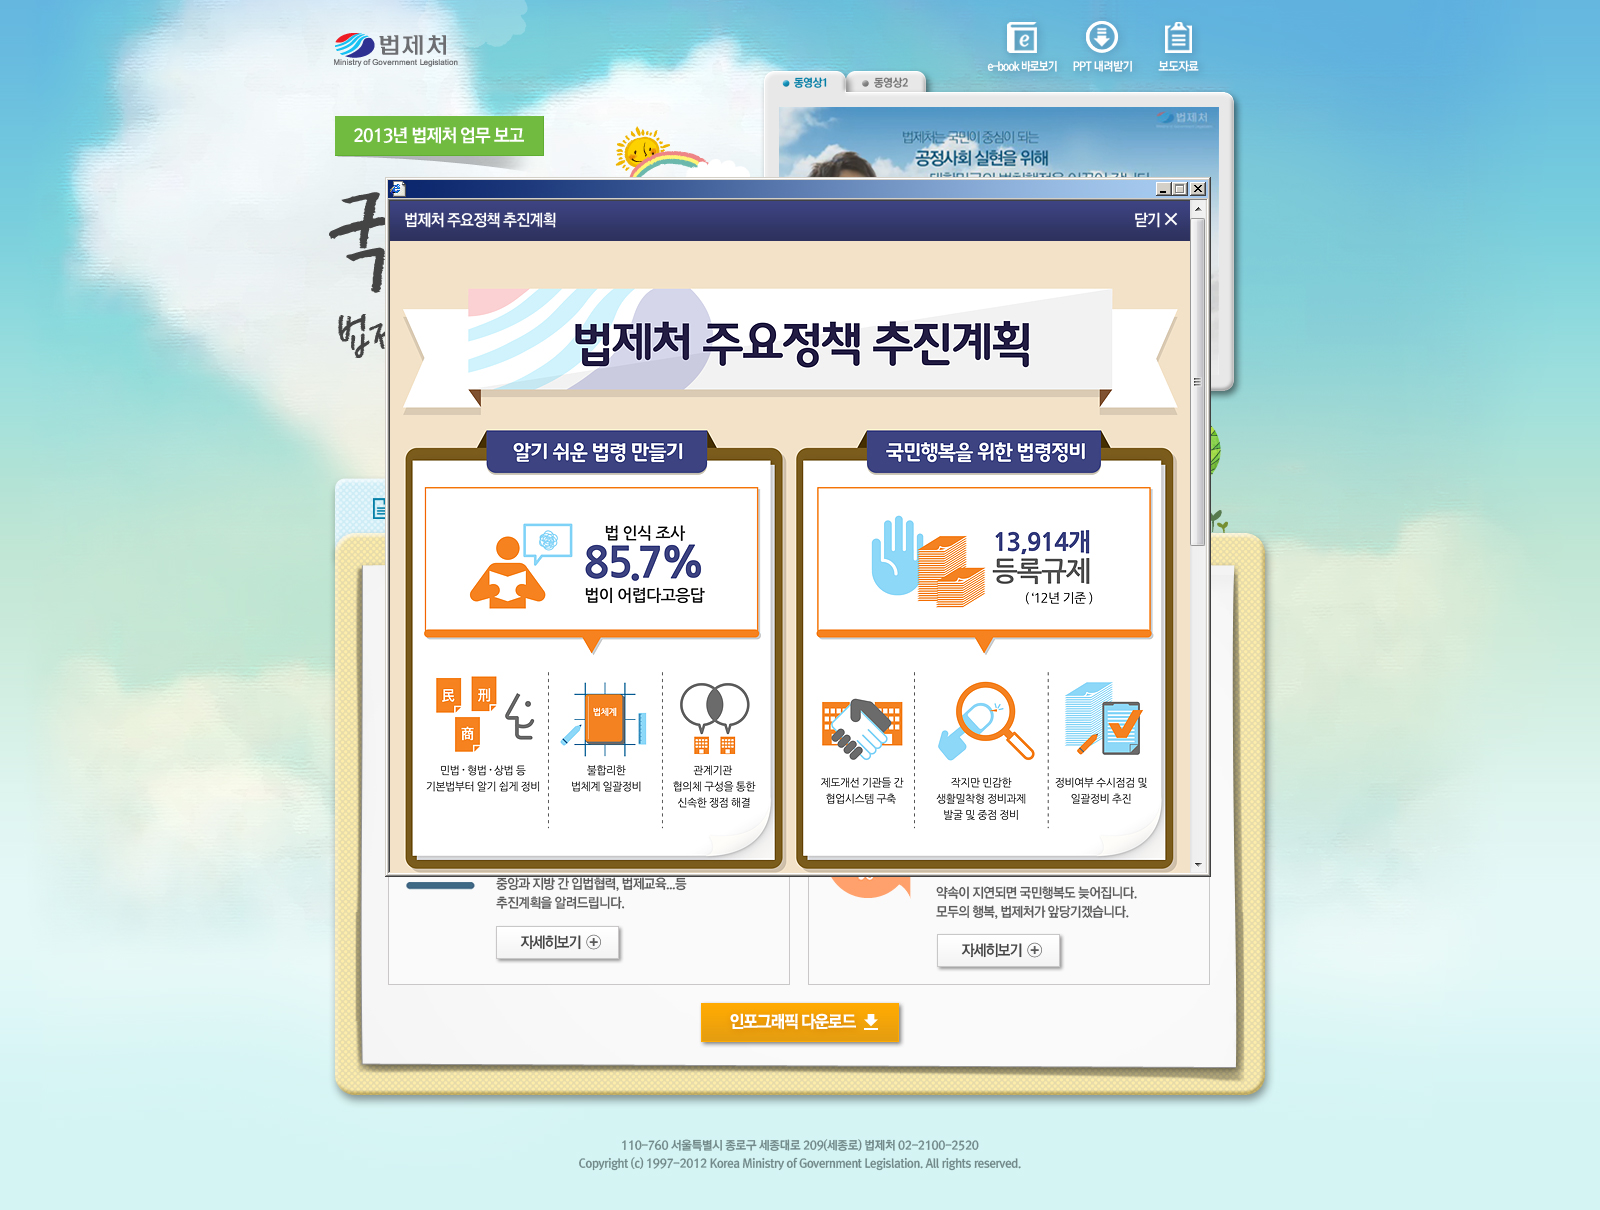 법제처
Ministry of Government Legislation
e-book 바로보기
PPT 내려받기
보도자료
동영상1
동영상2
2013년 법제처 업무 보고
법제처
법제처는 국민이 중심이 되는
공정사회 실현을 위해
국
법제
법제처 주요정책 추진계획
닫기 ×
법제처 주요정책 추진계획
알기 쉬운 법령 만들기
법 인식 조사
85.7%
법이 어렵다고응답
民
刑
商
민법·형법·상법 등
기본법부터 알기 쉽게 정비
법체계
불합리한
법체계 일괄정비
관계기관
협의체 구성을 통한
신속한 쟁점 해결
국민행복을 위한 법령정비
13,914개
등록규제
( ‘12년 기준 )
제도개선 기관들 간
협업시스템 구축
작지만 민감한
생활밀착형 정비과제
발굴 및 중점 정비
정비여부 수시점검 및
일괄정비 추진
중앙과 지방 간 입법협력, 법제교육...등
추진계획을 알려드립니다.
자세히보기
약속이 지연되면 국민행복도 늦어집니다.
모두의 행복, 법제처가 앞당기겠습니다.
자세히보기
인포그래픽 다운로드
110-760 서울특별시 종로구 세종대로 209(세종로) 법제처 02-2100-2520
Copyright (c) 1997-2012 Korea Ministry of Government Legislation. All rights reserved.